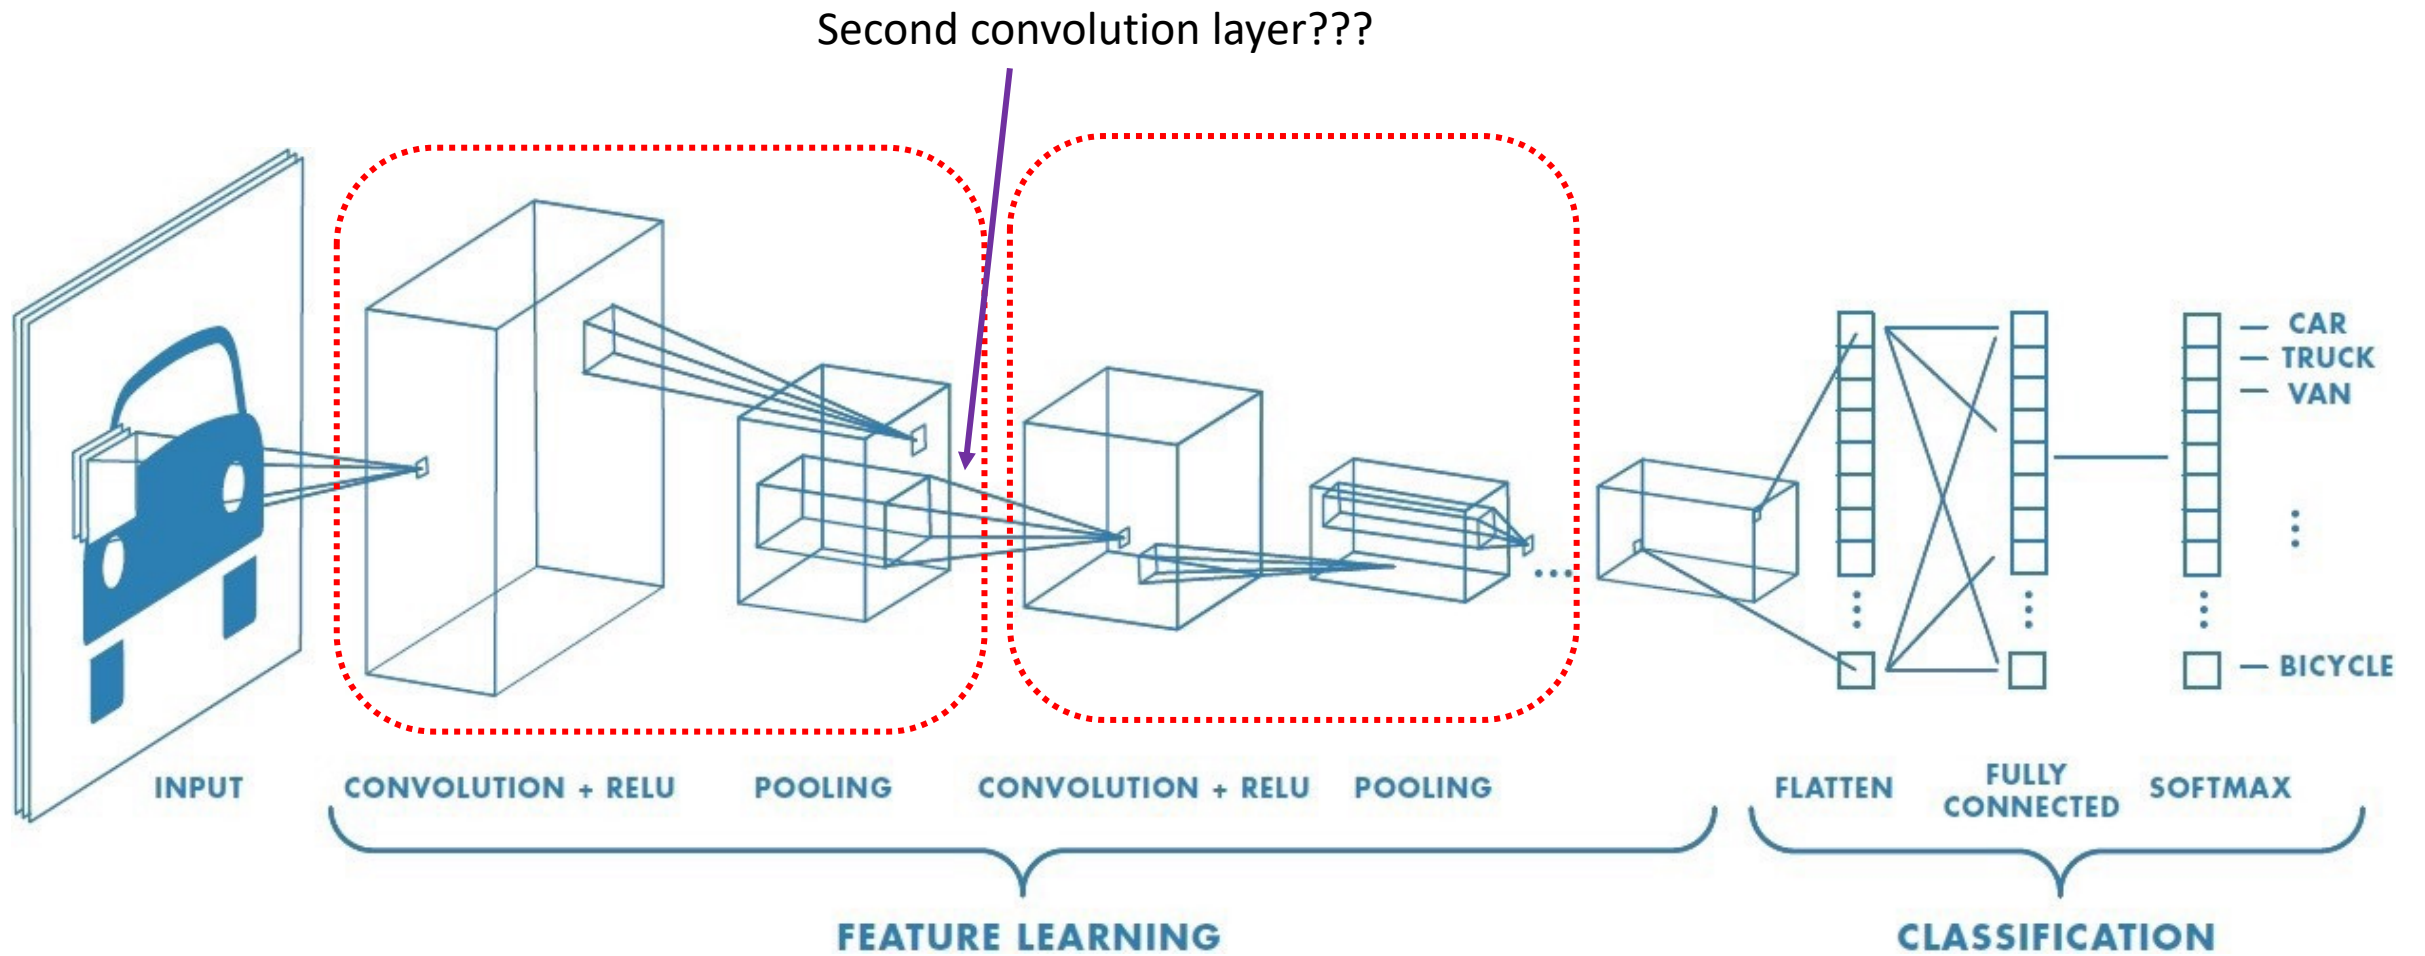 Second convolution layer???
CAR
TRUCK
VAN
BICYCLE
INPUT
CONVOLUTION + RELU
POOLING
CONVOLUTION + RELU
POOLING
FLATTEN
FULLY
CONNECTED
SOFTMAX
FEATURE LEARNING
CLASSIFICATION